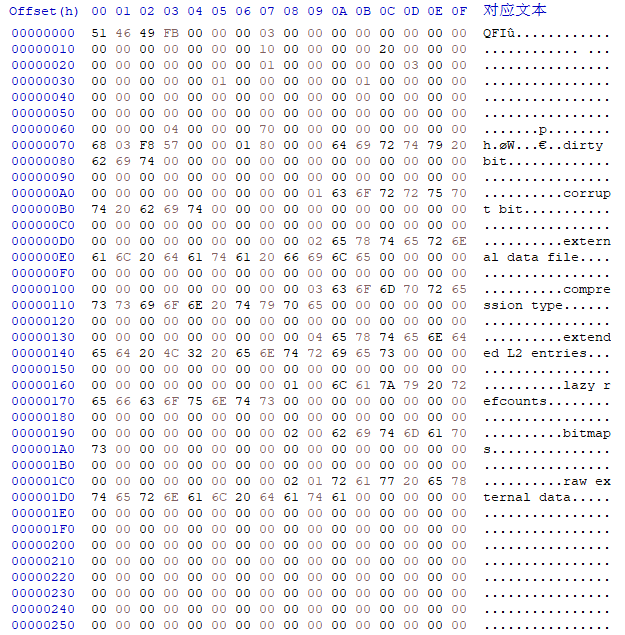 Offset(h) 00 01 02 03 04 05 06 07 08 09 0A 0B 0C 0D 0E 0F 对应文本
00000000 51 46 49 FB 00 00 00 03 00 00 00 00 00 00 00 00 QFIû............
00000010 00 00 00 00 00 00 00 10 00 00 00 00 20 00 00 00 ............ ...
00000020 00 00 00 00 00 00 00 01 00 00 00 00 00 03 00 00 ................
00000030 00 00 00 00 00 01 00 00 00 00 00 01 00 00 00 00 ................
00000040 00 00 00 00 00 00 00 00 00 00 00 00 00 00 00 00 ................
00000050 00 00 00 00 00 00 00 00 00 00 00 00 00 00 00 00 ................
00000060 00 00 00 04 00 00 00 70 00 00 00 00 00 00 00 00 .......p........
00000070 68 03 F8 57 00 00 01 80 00 00 64 69 72 74 79 20 h.øW...€..dirty
00000080 62 69 74 00 00 00 00 00 00 00 00 00 00 00 00 00 bit.............
00000090 00 00 00 00 00 00 00 00 00 00 00 00 00 00 00 00 ................
000000A0 00 00 00 00 00 00 00 00 00 01 63 6F 72 72 75 70 ..........corrup
000000B0 74 20 62 69 74 00 00 00 00 00 00 00 00 00 00 00 t bit...........
000000C0 00 00 00 00 00 00 00 00 00 00 00 00 00 00 00 00 ................
000000D0 00 00 00 00 00 00 00 00 00 02 65 78 74 65 72 6E ..........extern
000000E0 61 6C 20 64 61 74 61 20 66 69 6C 65 00 00 00 00 al data file....
000000F0 00 00 00 00 00 00 00 00 00 00 00 00 00 00 00 00 ................
00000100 00 00 00 00 00 00 00 00 00 03 63 6F 6D 70 72 65 ..........compre
00000110 73 73 69 6F 6E 20 74 79 70 65 00 00 00 00 00 00 ssion type......
00000120 00 00 00 00 00 00 00 00 00 00 00 00 00 00 00 00 ................
00000130 00 00 00 00 00 00 00 00 00 04 65 78 74 65 6E 64 ..........extend
00000140 65 64 20 4C 32 20 65 6E 74 72 69 65 73 00 00 00 ed L2 entries...
00000150 00 00 00 00 00 00 00 00 00 00 00 00 00 00 00 00 ................
00000160 00 00 00 00 00 00 00 00 01 00 6C 61 7A 79 20 72 ..........lazy r
00000170 65 66 63 6F 75 6E 74 73 00 00 00 00 00 00 00 00 efcounts........
00000180 00 00 00 00 00 00 00 00 00 00 00 00 00 00 00 00 ................
00000190 00 00 00 00 00 00 00 00 02 00 62 69 74 6D 61 70 ..........bitmap
000001A0 73 00 00 00 00 00 00 00 00 00 00 00 00 00 00 00 s...............
000001B0 00 00 00 00 00 00 00 00 00 00 00 00 00 00 00 00 ................
000001C0 00 00 00 00 00 00 00 00 02 01 72 61 77 20 65 78 ..........raw ex
000001D0 74 65 72 6E 61 6C 20 64 61 74 61 00 00 00 00 00 ternal data.....
000001E0 00 00 00 00 00 00 00 00 00 00 00 00 00 00 00 00 ................
000001F0 00 00 00 00 00 00 00 00 00 00 00 00 00 00 00 00 ................
00000200 00 00 00 00 00 00 00 00 00 00 00 00 00 00 00 00 ................
00000210 00 00 00 00 00 00 00 00 00 00 00 00 00 00 00 00 ................
00000220 00 00 00 00 00 00 00 00 00 00 00 00 00 00 00 00 ................
00000230 00 00 00 00 00 00 00 00 00 00 00 00 00 00 00 00 ................
00000240 00 00 00 00 00 00 00 00 00 00 00 00 00 00 00 00 ................
00000250 00 00 00 00 00 00 00 00 00 00 00 00 00 00 00 00 ................